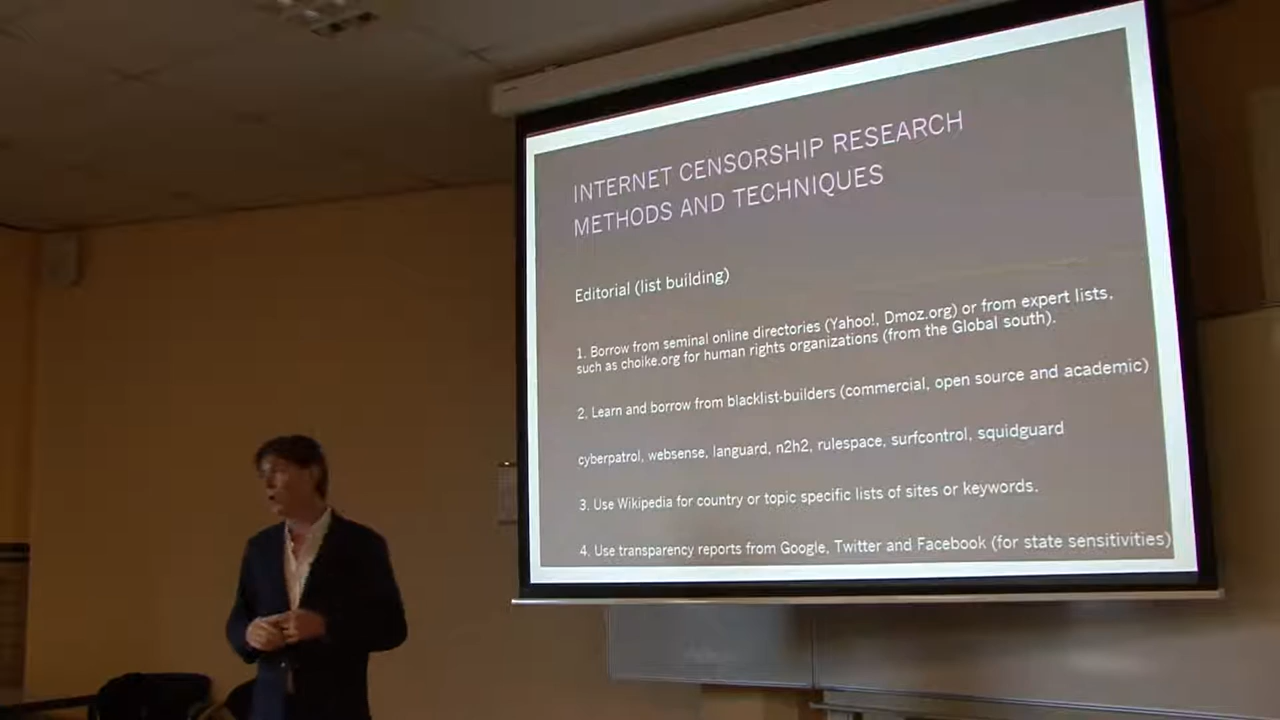 INTERNET CENSORSHIP RESEARCH
METHODS AND TECHNIQUES
Editorial (list building)
1. Borrow from seminal online directories (Yahoo!, Dmoz.org) or from expert lists,
such as choike.org for human rights organizations (from the Global south).
2. Learn and borrow from blacklist-builders (commercial, open source and academic)
cyberpatrol, websense, languard, n2h2, rulespace, surfcontrol, squidguard
3. Use Wikipedia for country or topic specific lists of sites or keywords.
4. Use transparency reports from Google, Twitter and Facebook (for state sensitivities)